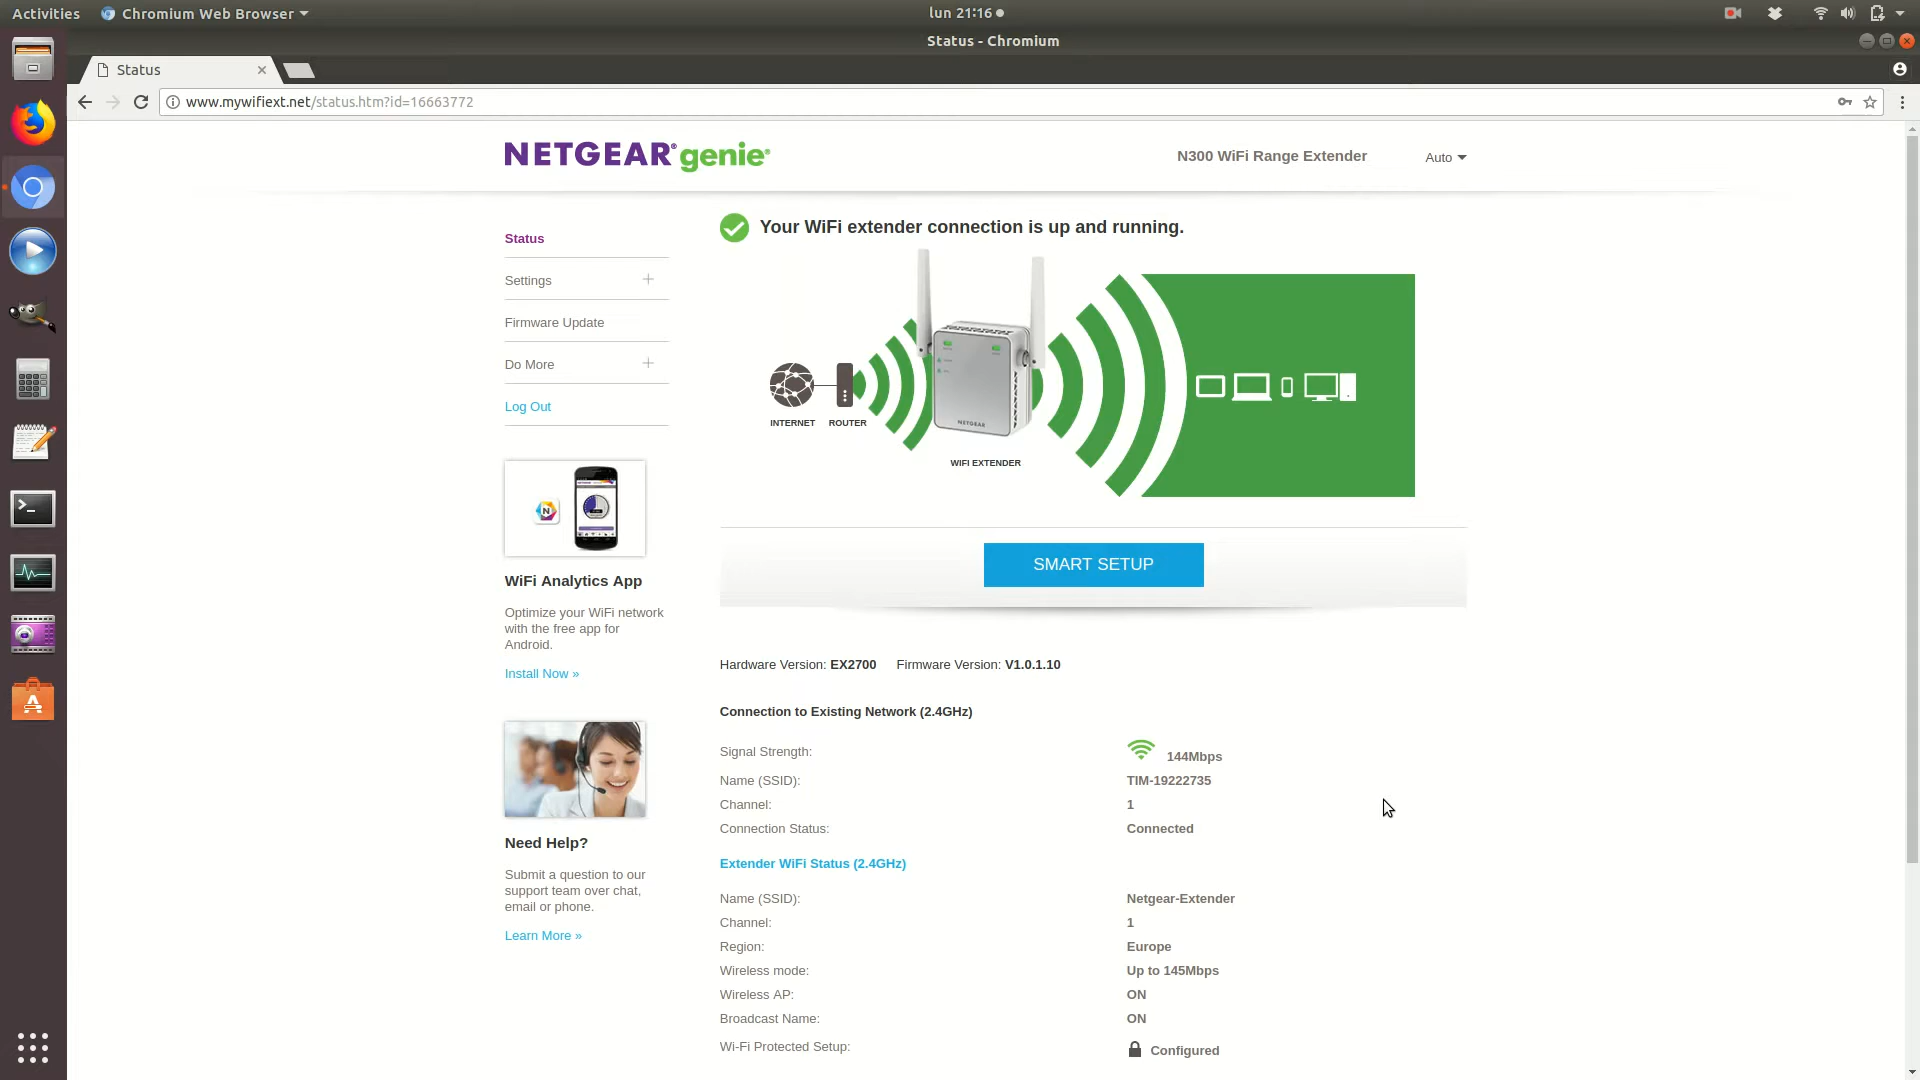 Activities
Chromium Web Browser
lun 21:16
Status - Chromium
Status
www.mywifiext.net/status.htm?id=16663772
NETGEAR® genie®
N300 WiFi Range Extender
Auto
Status
Settings
Firmware Update
Do More
Log Out
Your WiFi extender connection is up and running.
INTERNET
ROUTER
NETGEAR
WIFI EXTENDER
SMART SETUP
N
WiFi Analytics App
Optimize your WiFi network
with the free app for
Android.
Install Now »
Need Help?
Submit a question to our
support team over chat,
email or phone.
Learn More »
Hardware Version: EX2700 Firmware Version: V1.0.1.10
Connection to Existing Network (2.4GHz)
Signal Strength: 144Mbps
Name (SSID): TIM-19222735
Channel: 1
Connection Status: Connected
Extender WiFi Status (2.4GHz)
Name (SSID): Netgear-Extender
Channel: 1
Region: Europe
Wireless mode: Up to 145Mbps
Wireless AP: ON
Broadcast Name: ON
Wi-Fi Protected Setup: Configured